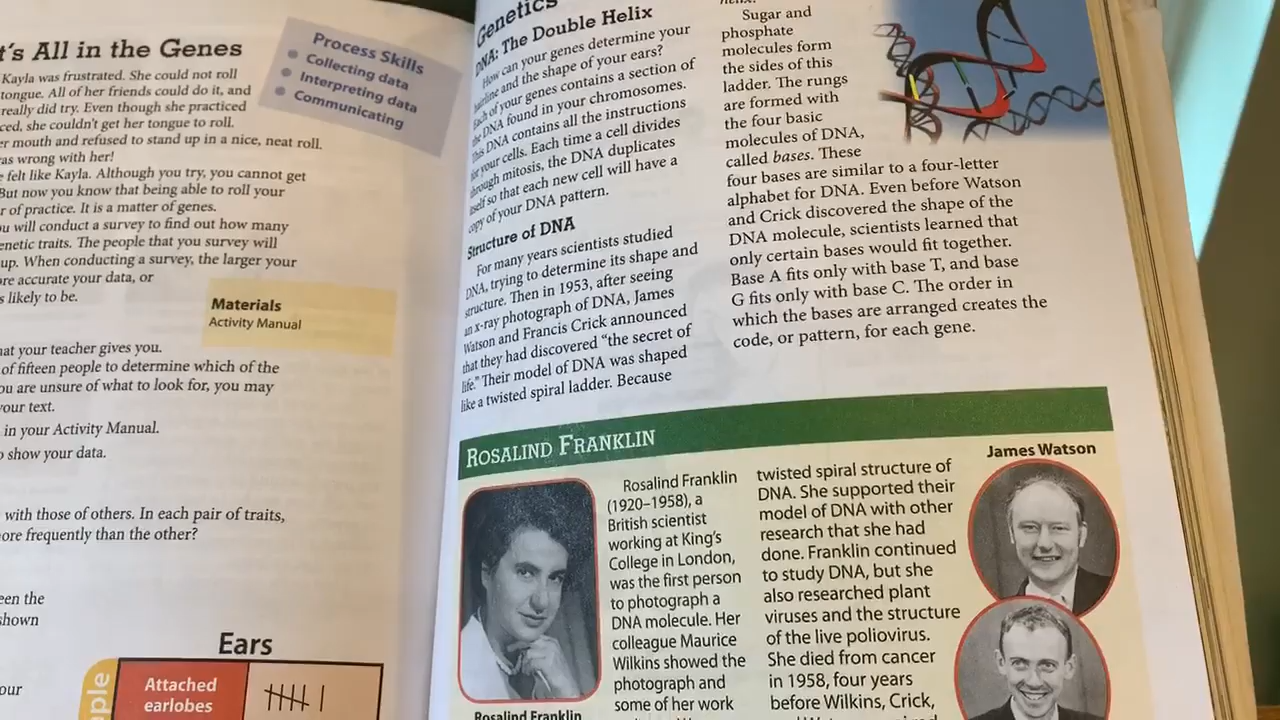 t's All in the Genes
Kayla was frustrated. She could not roll
tongue. All of her friends could do it, and
really did try. Even though she practiced
ced, she couldn't get her tongue to roll.
er mouth and refused to stand up in a nice, neat roll.
as wrong with her!
e felt like Kayla. Although you try, you cannot get
But now you know that being able to roll your
r of practice. It is a matter of genes.
u will conduct a survey to find out how many
enetic traits. The people that you survey will
up. When conducting a survey, the larger your
ore accurate your data, or
s likely to be.
Process Skills
Collecting data
Interpreting data
Communicating
Materials
Activity Manual
hat your teacher gives you.
of fifteen people to determine which of the
ou are unsure of what to look for, you may
your text.
in your Activity Manual.
o show your data.
with those of others. In each pair of traits,
ore frequently than the other?
een the
shown
our
Ears
ple
Attached
earlobes
Genetics
DNA: The Double Helix
How can your genes determine your
hairline and the shape of your ears?
Each of your genes contains a section of
the DNA found in your chromosomes.
This DNA contains all the instructions
for your cells. Each time a cell divides
through mitosis, the DNA duplicates
itself so that each new cell will have a
copy of your DNA pattern.
Structure of DNA
For many years scientists studied
DNA, trying to determine its shape and
structure. Then in 1953, after seeing
an x-ray photograph of DNA, James
Watson and Francis Crick announced
that they had discovered "the secret of
life." Their model of DNA was shaped
like a twisted spiral ladder. Because
helix.
Sugar and
phosphate
molecules form
the sides of this
ladder. The rungs
are formed with
the four basic
molecules of DNA,
called bases. These
four bases are similar to a four-letter
alphabet for DNA. Even before Watson
and Crick discovered the shape of the
DNA molecule, scientists learned that
only certain bases would fit together.
Base A fits only with base T, and base
G fits only with base C. The order in
which the bases are arranged creates the
code, or pattern, for each gene.
ROSALIND FRANKLIN
Rosalind Franklin
Rosalind Franklin
(1920–1958), a
British scientist
working at King's
College in London,
was the first person
to photograph a
DNA molecule. Her
colleague Maurice
Wilkins showed the
photograph and
some of her work
twisted spiral structure of
DNA. She supported their
model of DNA with other
research that she had
done. Franklin continued
to study DNA, but she
also researched plant
viruses and the structure
of the live poliovirus.
She died from cancer
in 1958, four years
before Wilkins, Crick,
James Watson